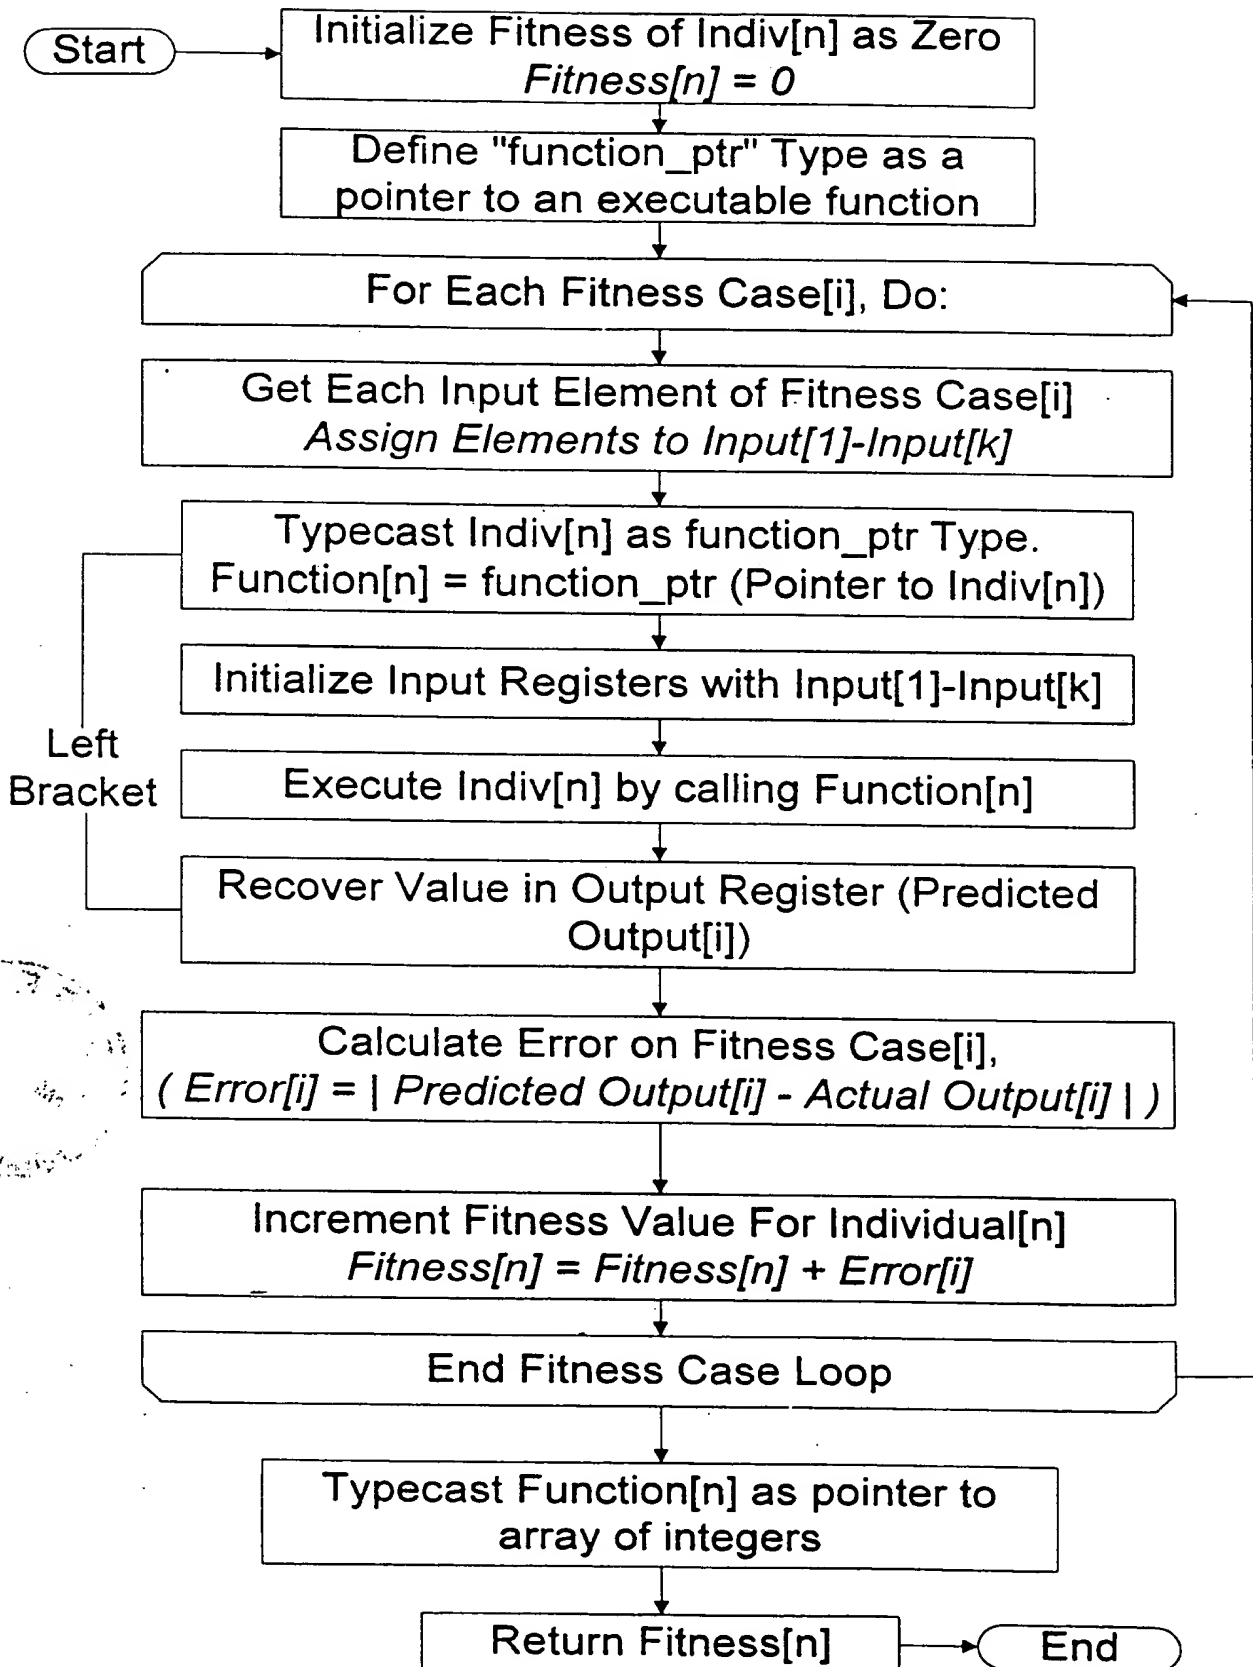 Start
Initialize Fitness of Indiv[n] as Zero
Fitness[n] = 0
Define "function_ptr" Type as a
pointer to an executable function
For Each Fitness Case[i], Do:
Get Each Input Element of Fitness Case[i]
Assign Elements to Input[1]-Input[k]
Typecast Indiv[n] as function_ptr Type.
Function[n] = function_ptr (Pointer to Indiv[n])
Initialize Input Registers with Input[1]-Input[k]
Left
Bracket
Execute Indiv[n] by calling Function[n]
Recover Value in Output Register (Predicted
Output[i])
Calculate Error on Fitness Case[i],
( Error[i] = | Predicted Output[i] - Actual Output[i] | )
Increment Fitness Value For Individual[n]
Fitness[n] = Fitness[n] + Error[i]
End Fitness Case Loop
Typecast Function[n] as pointer to
array of integers
Return Fitness[n]
End